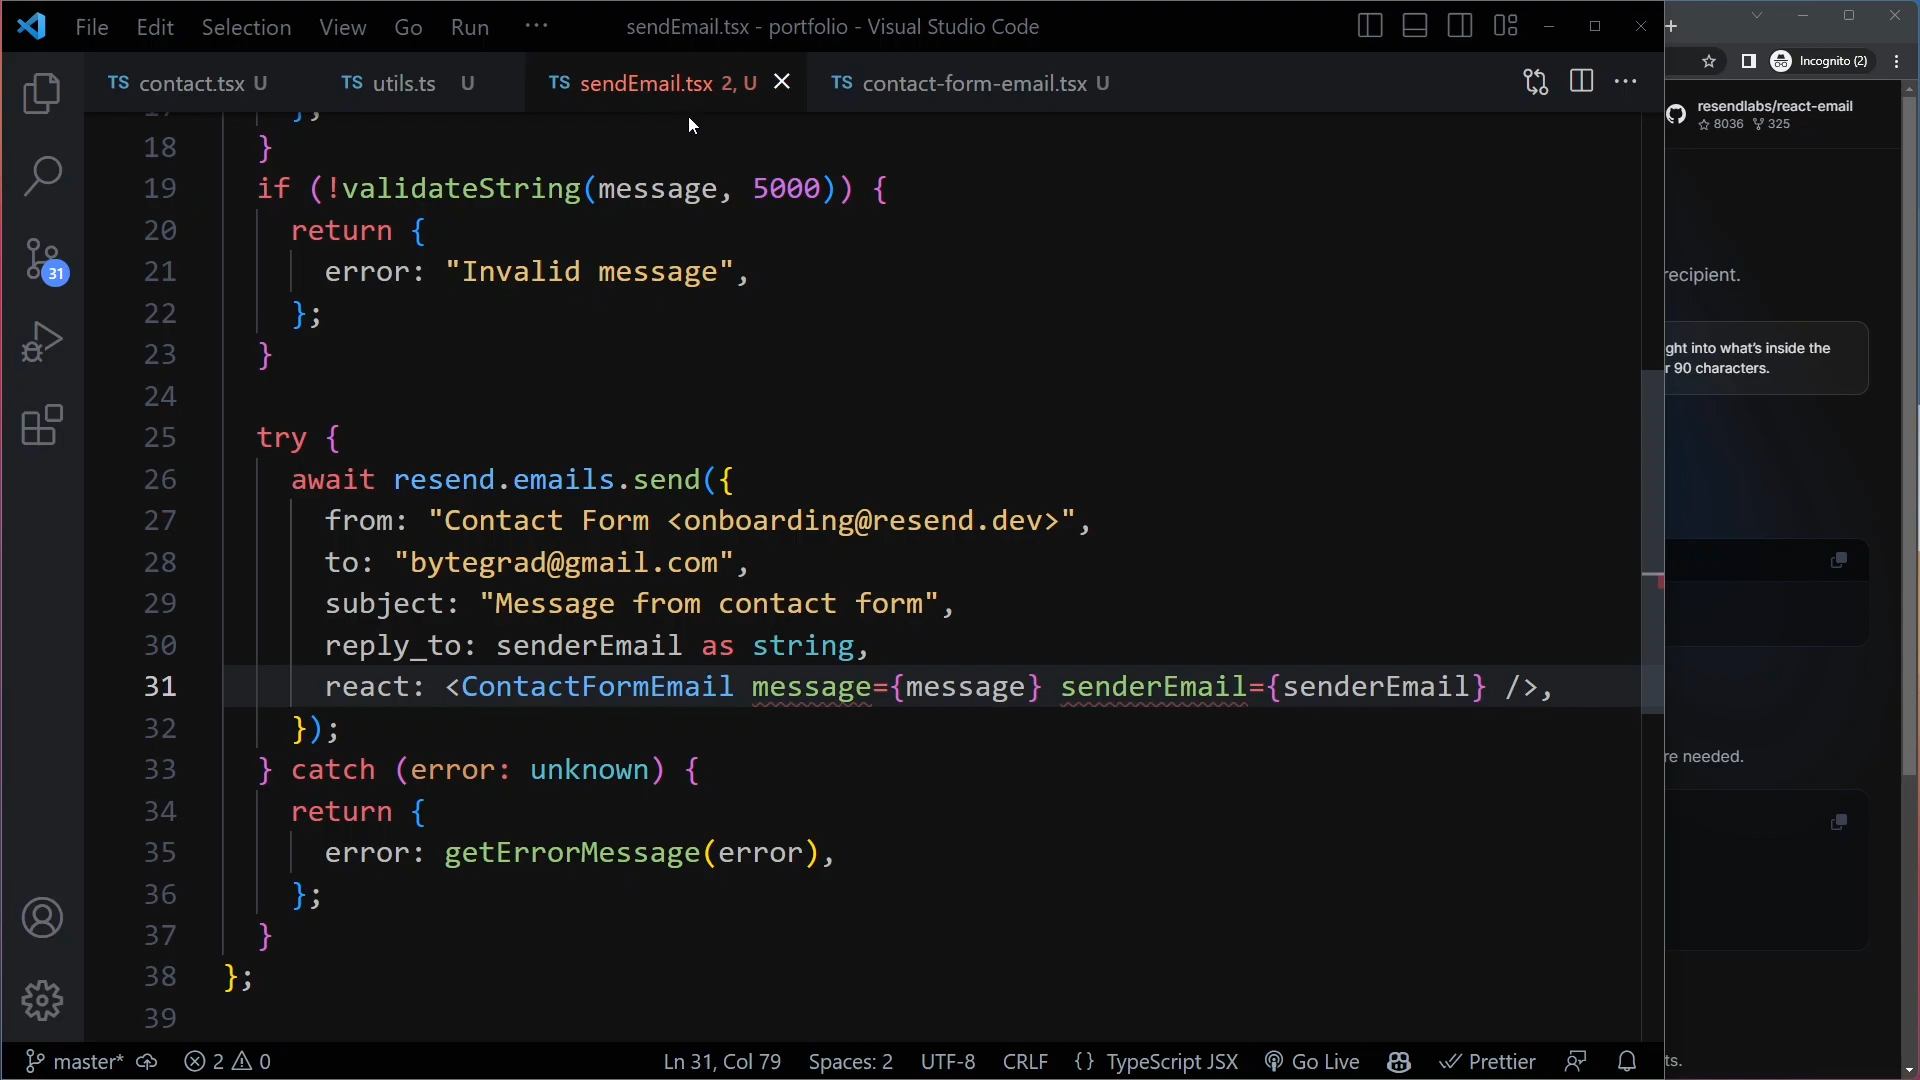 File Edit Selection View Go Run ··· sendEmail.tsx - portfolio - Visual Studio Code
TS contact.tsx U TS utils.ts U TS sendEmail.tsx 2, U TS contact-form-email.tsx U
Incognito (2)
resendlabs/react-email
8036 325
18 }
19 if (!validateString(message, 5000)) {
20 return {
21 error: "Invalid message",
22 };
23 }
24
25 try {
26 await resend.emails.send({
27 from: "Contact Form <onboarding@resend.dev>",
28 to: "bytegrad@gmail.com",
29 subject: "Message from contact form",
30 reply_to: senderEmail as string,
31 react: <ContactFormEmail message={message} senderEmail={senderEmail} />,
32 });
33 } catch (error: unknown) {
34 return {
35 error: getErrorMessage(error),
36 };
37 }
38 };
39
31
ecipient.
ght into what's inside the
r 90 characters.
re needed.
ts.
master* 2 0 Ln 31, Col 79 Spaces: 2 UTF-8 CRLF {} TypeScript JSX Go Live Prettier